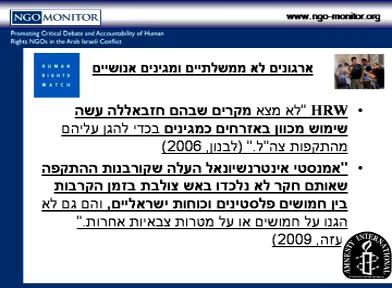 NGO MONITOR
www.ngo-monitor.org
Promoting Critical Debate and Accountability of Human
Rights NGOs in the Arab Israeli Conflict
ארגונים לא ממשלתיים ומגינים אנושיים
HUMAN
RIGHTS
WATCH
• HRW "לא מצא מקרים שבהם חזבאללה עשה
שימוש מכוון באזרחים כמגינים בכדי להגן עליהם
מהתקפות צה"ל." (לבנון, 2006)
• "אמנסטי אינטרנשיונאל העלה שקורבנות ההתקפה
שאותם חקר לא נלכדו באש צולבת בזמן הקרבות
בין חמושים פלסטינים וכוחות ישראליים, והם גם לא
הגנו על חמושים או על מטרות צבאיות אחרות."
עזה, 2009)
AMNESTY INTERNATIONAL